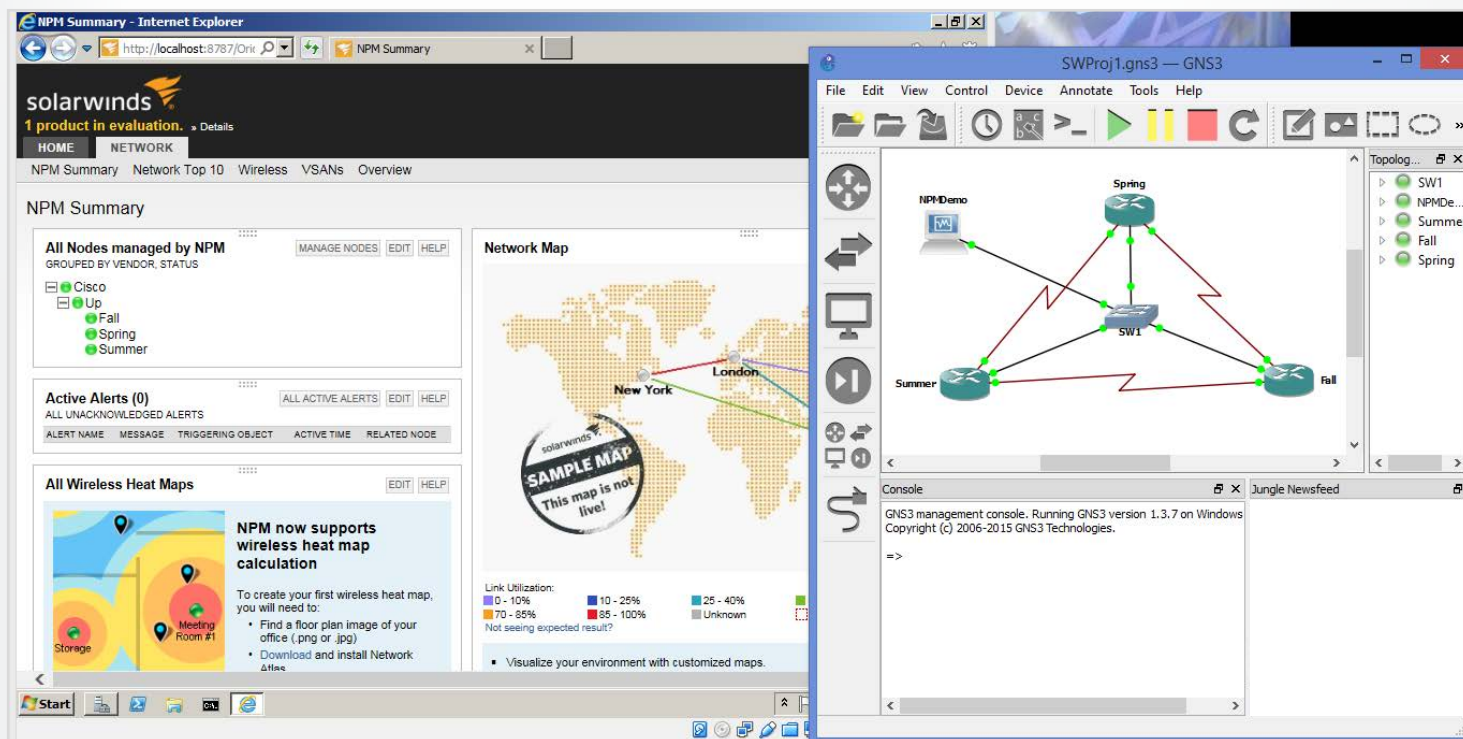 NPM Summary - Internet Explorer
http://localhost:8787/Ori
NPM Summary
solarwinds
1 product in evaluation. » Details
HOME NETWORK
NPM Summary Network Top 10 Wireless VSANs Overview
NPM Summary
All Nodes managed by NPM
MANAGE NODES EDIT HELP
GROUPED BY VENDOR, STATUS
Cisco
Up
Fall
Spring
Summer
Active Alerts (0)
ALL ACTIVE ALERTS EDIT HELP
ALL UNACKNOWLEDGED ALERTS
ALERT NAME MESSAGE TRIGGERING OBJECT ACTIVE TIME RELATED NODE
All Wireless Heat Maps
EDIT HELP
Meeting
Room #1
Storage
NPM now supports
wireless heat map
calculation
To create your first wireless heat map,
you will need to:
• Find a floor plan image of your
office (.png or .jpg)
• Download and install Network
Atlas
Network Map
New York
London
solarwinds
SAMPLE MAP
This map is not
live!
Link Utilization:
0 - 10% 10 - 25% 25 - 40%
70 - 85% 85 - 100% Unknown
Not seeing expected result?
▪ Visualize your environment with customized maps.
Start
SWProj1.gns3 — GNS3
File Edit View Control Device Annotate Tools Help
NPMDemo
Spring
SW1
Summer
Fall
Topolog...
SW1
NPMDe...
Summe
Fall
Spring
Console
GNS3 management console. Running GNS3 version 1.3.7 on Windows
Copyright (c) 2006-2015 GNS3 Technologies.
=>
Jungle Newsfeed